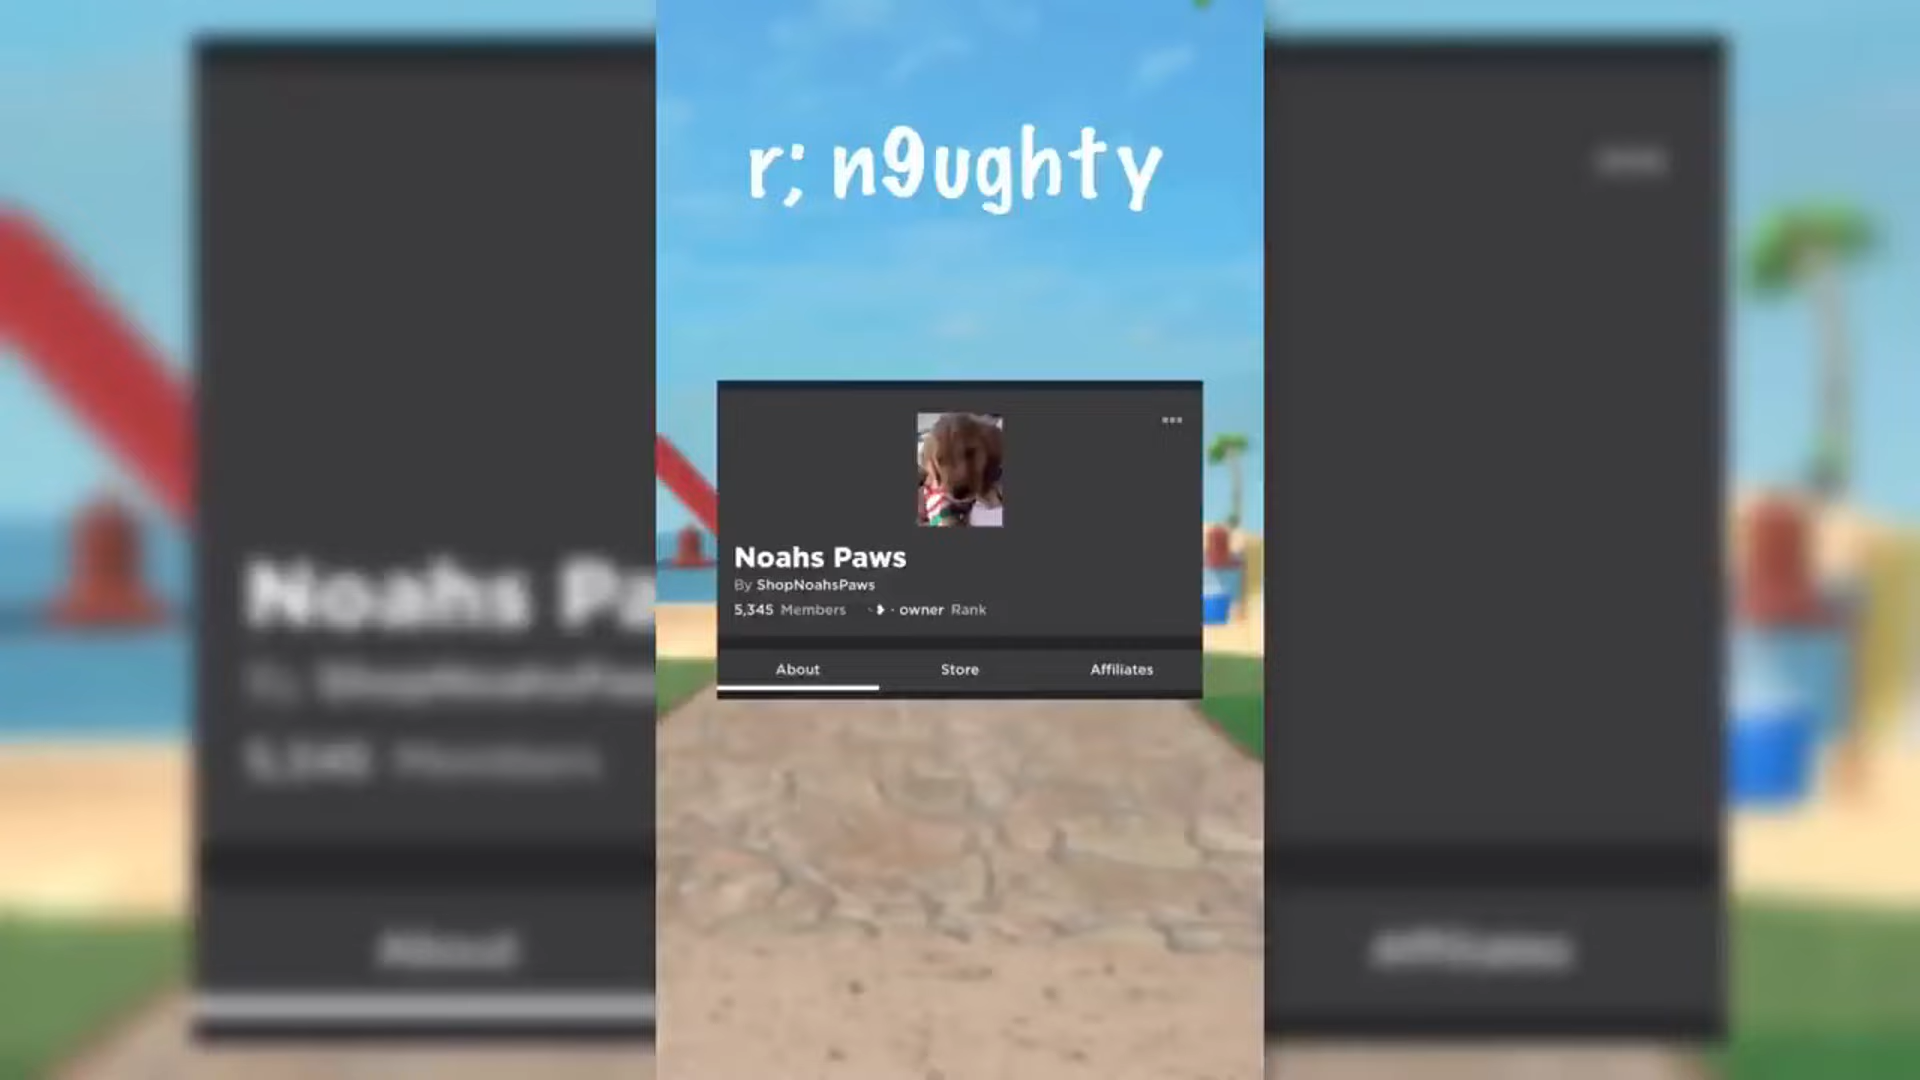 r; n9ughty
Noahs Paws
By ShopNoahsPaws
5,345 Members · ❥ · owner Rank
About Store Affiliates